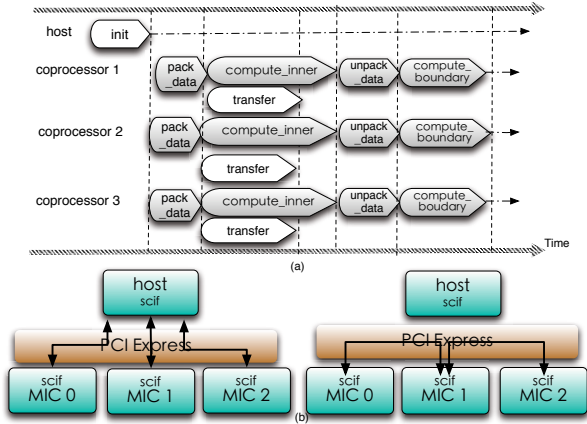 host init
coprocessor 1 pack _data compute_inner unpack _data compute_ boundary
transfer
coprocessor 2 pack _data compute_inner unpack _data compute_ boundary
transfer
coprocessor 3 pack _data compute_inner unpack _data compute_ boudary
transfer
Time
(a)
host
scif
PCI Express
scif
MIC 0
scif
MIC 1
scif
MIC 2
host
scif
PCI Express
scif
MIC 0
scif
MIC 1
scif
MIC 2
(b)